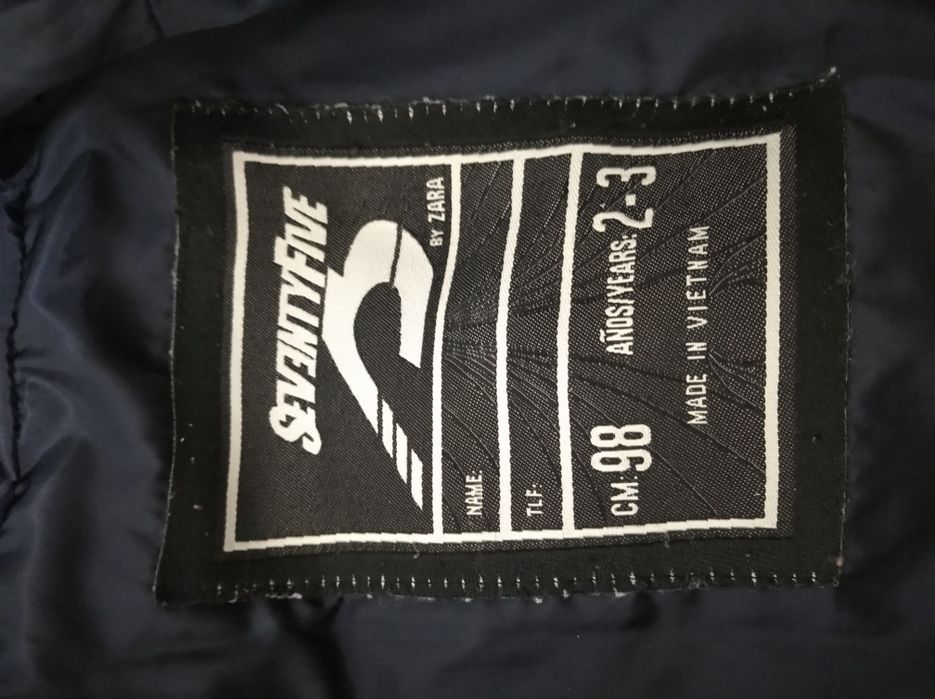 SEVENTYFIVE
BY ZARA
NAME:
TLF.:
CM. 98 AÑOS/YEARS: 2-3
MADE IN VIETNAM